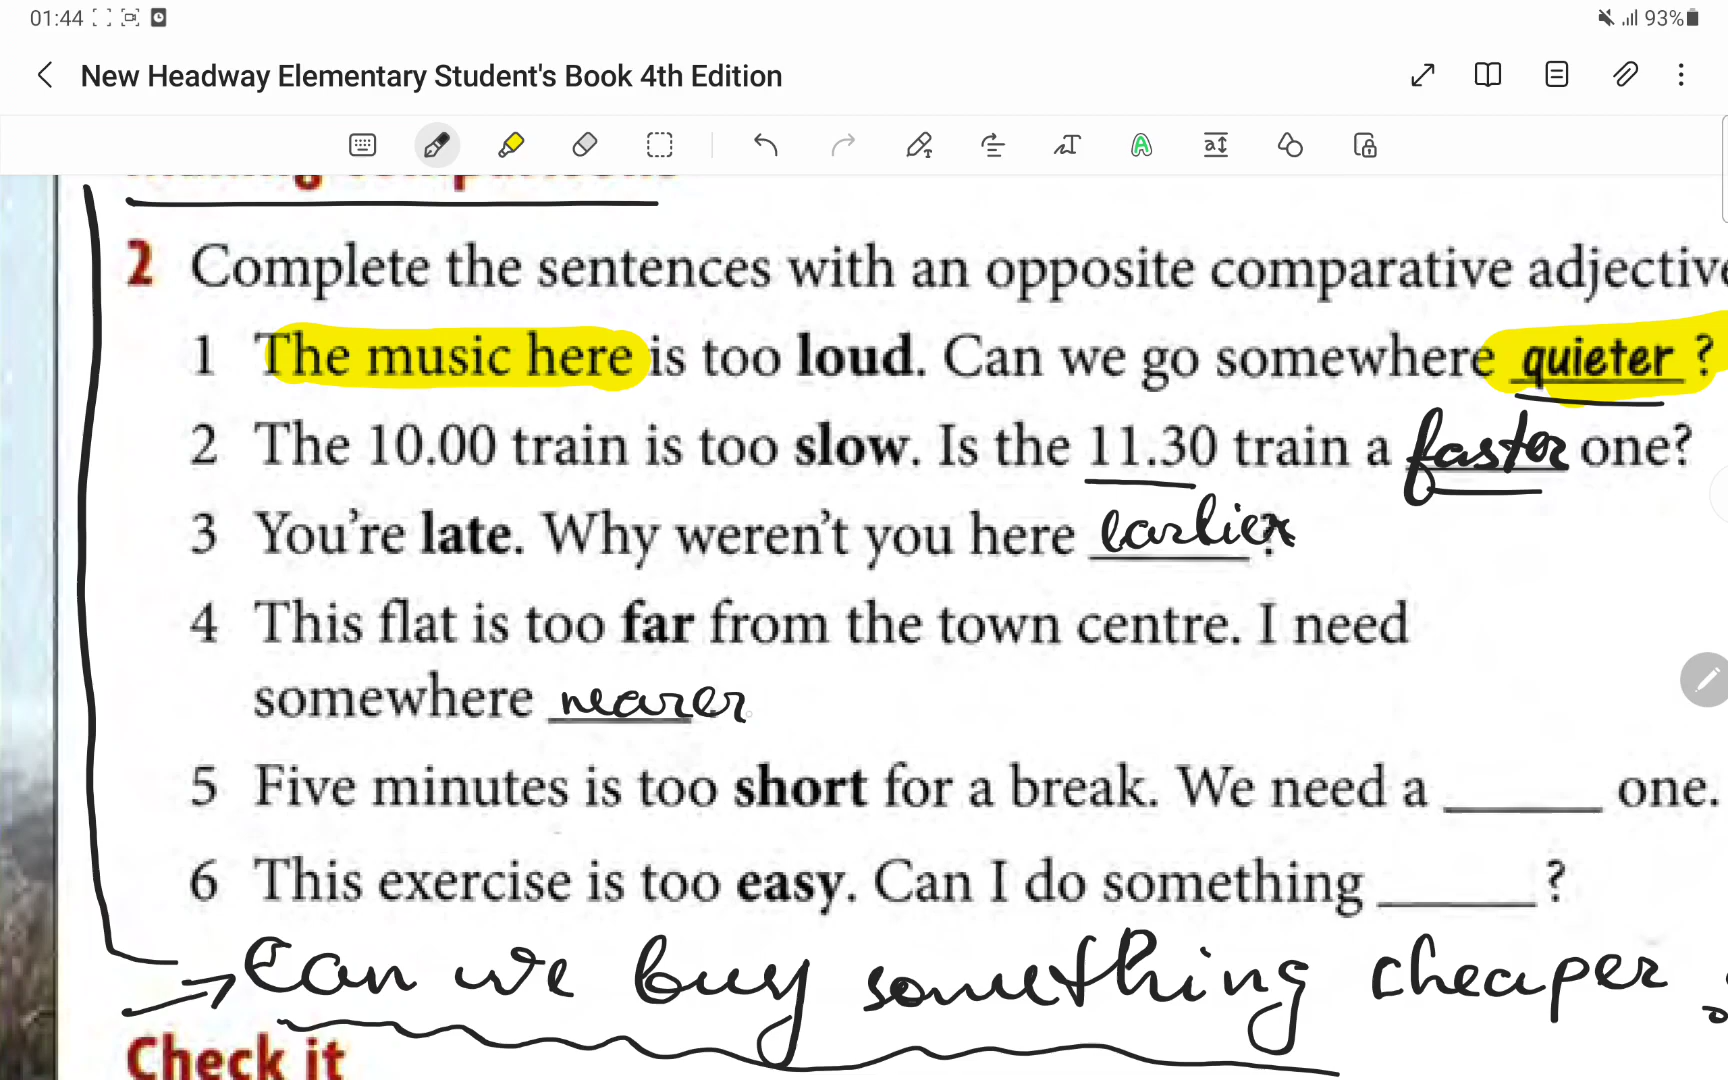 01:44 93%
New Headway Elementary Student's Book 4th Edition
2 Complete the sentences with an opposite comparative adjective
1 The music here is too loud. Can we go somewhere quieter ?
2 The 10.00 train is too slow. Is the 11.30 train a faster one?
3 You're late. Why weren't you here earlier?
4 This flat is too far from the town centre. I need
somewhere nearer
5 Five minutes is too short for a break. We need a ______ one.
6 This exercise is too easy. Can I do something ______ ?
→ Can we buy something cheaper
Check it